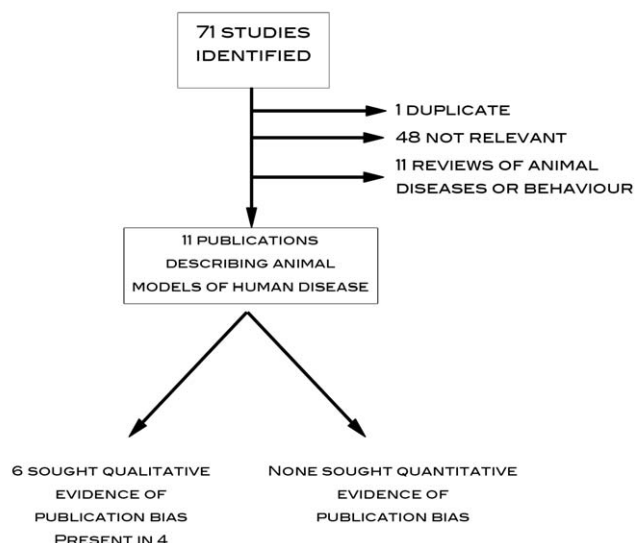 71 STUDIES
IDENTIFIED
1 DUPLICATE
48 NOT RELEVANT
11 REVIEWS OF ANIMAL
DISEASES OR BEHAVIOUR
11 PUBLICATIONS
DESCRIBING ANIMAL
MODELS OF HUMAN DISEASE
6 SOUGHT QUALITATIVE
EVIDENCE OF
PUBLICATION BIAS
PRESENT IN 4
NONE SOUGHT QUANTITATIVE
EVIDENCE OF
PUBLICATION BIAS